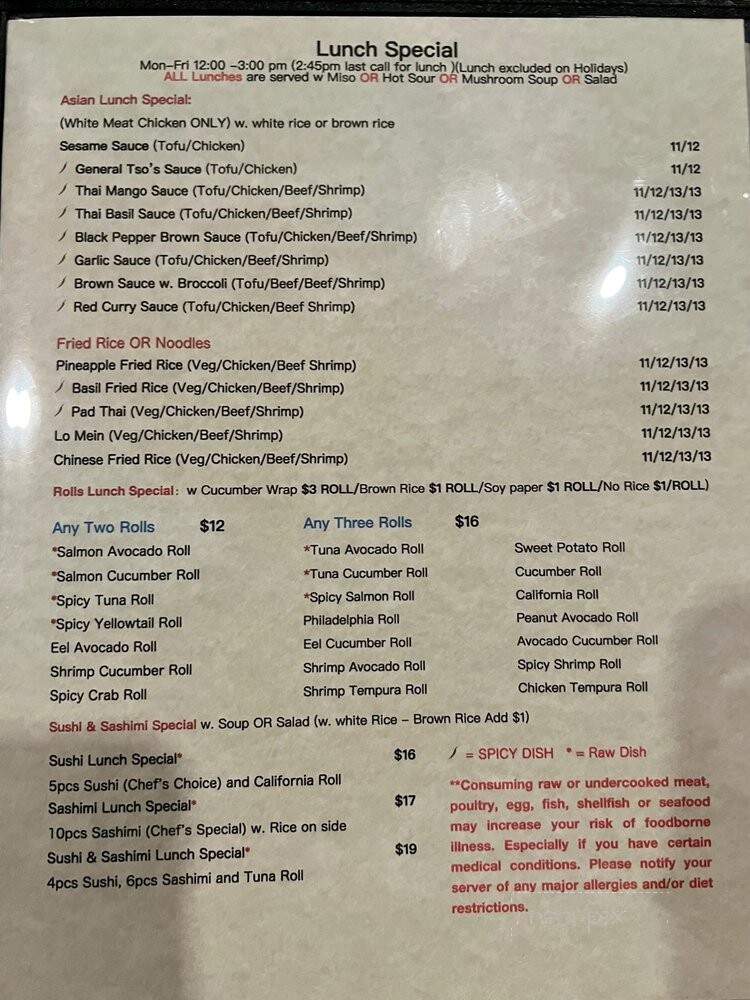 Lunch Special
Mon-Fri 12:00 -3:00 pm (2:45pm last call for lunch )(Lunch excluded on Holidays)
ALL Lunches are served w Miso OR Hot Sour OR Mushroom Soup OR Salad
Asian Lunch Special:
(White Meat Chicken ONLY) w. white rice or brown rice
Sesame Sauce (Tofu/Chicken) 11/12
General Tso's Sauce (Tofu/Chicken) 11/12
Thai Mango Sauce (Tofu/Chicken/Beef/Shrimp) 11/12/13/13
Thai Basil Sauce (Tofu/Chicken/Beef/Shrimp) 11/12/13/13
Black Pepper Brown Sauce (Tofu/Chicken/Beef/Shrimp) 11/12/13/13
Garlic Sauce (Tofu/Chicken/Beef/Shrimp) 11/12/13/13
Brown Sauce w. Broccoli (Tofu/Beef/Beef/Shrimp) 11/12/13/13
Red Curry Sauce (Tofu/Chicken/Beef Shrimp) 11/12/13/13
Fried Rice OR Noodles
Pineapple Fried Rice (Veg/Chicken/Beef Shrimp) 11/12/13/13
Basil Fried Rice (Veg/Chicken/Beef/Shrimp) 11/12/13/13
Pad Thai (Veg/Chicken/Beef/Shrimp) 11/12/13/13
Lo Mein (Veg/Chicken/Beef/Shrimp) 11/12/13/13
Chinese Fried Rice (Veg/Chicken/Beef/Shrimp) 11/12/13/13
Rolls Lunch Special: w Cucumber Wrap $3 ROLL/Brown Rice $1 ROLL/Soy paper $1 ROLL/No Rice $1/ROLL)
Any Two Rolls $12
*Salmon Avocado Roll
*Salmon Cucumber Roll
*Spicy Tuna Roll
*Spicy Yellowtail Roll
Eel Avocado Roll
Shrimp Cucumber Roll
Spicy Crab Roll
Any Three Rolls $16
*Tuna Avocado Roll
*Tuna Cucumber Roll
*Spicy Salmon Roll
Philadelphia Roll
Eel Cucumber Roll
Shrimp Avocado Roll
Shrimp Tempura Roll
Sweet Potato Roll
Cucumber Roll
California Roll
Peanut Avocado Roll
Avocado Cucumber Roll
Spicy Shrimp Roll
Chicken Tempura Roll
Sushi & Sashimi Special w. Soup OR Salad (w. white Rice - Brown Rice Add $1)
Sushi Lunch Special* $16
5pcs Sushi (Chef's Choice) and California Roll
Sashimi Lunch Special* $17
10pcs Sashimi (Chef's Special) w. Rice on side
Sushi & Sashimi Lunch Special* $19
4pcs Sushi, 6pcs Sashimi and Tuna Roll
= SPICY DISH * = Raw Dish
**Consuming raw or undercooked meat,
poultry, egg, fish, shellfish or seafood
may increase your risk of foodborne
illness. Especially if you have certain
medical conditions. Please notify your
server of any major allergies and/or diet
restrictions.